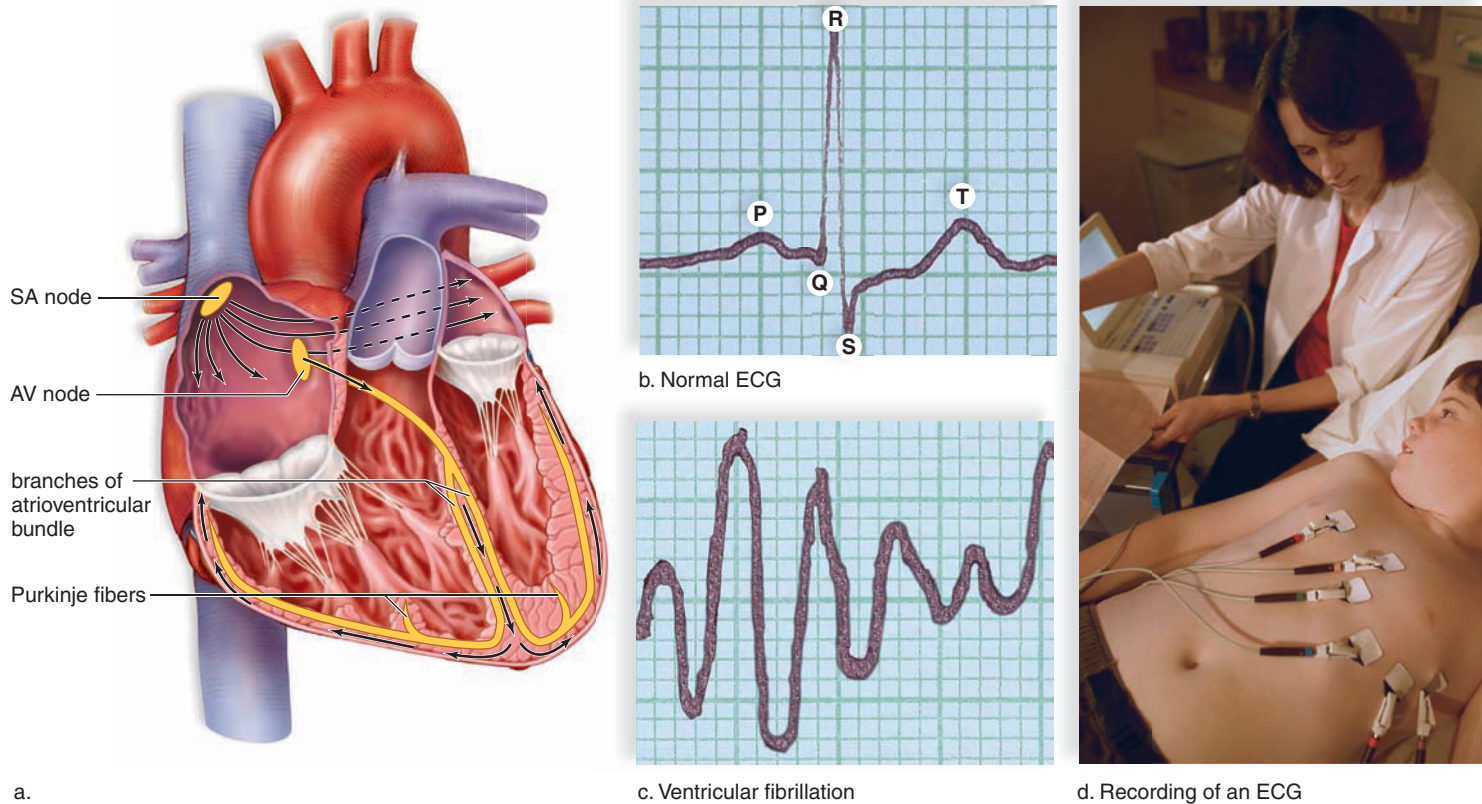 SA node
AV node
branches of
atrioventricular
bundle
Purkinje fibers
a.
R
P
T
Q
S
b. Normal ECG
c. Ventricular fibrillation
d. Recording of an ECG